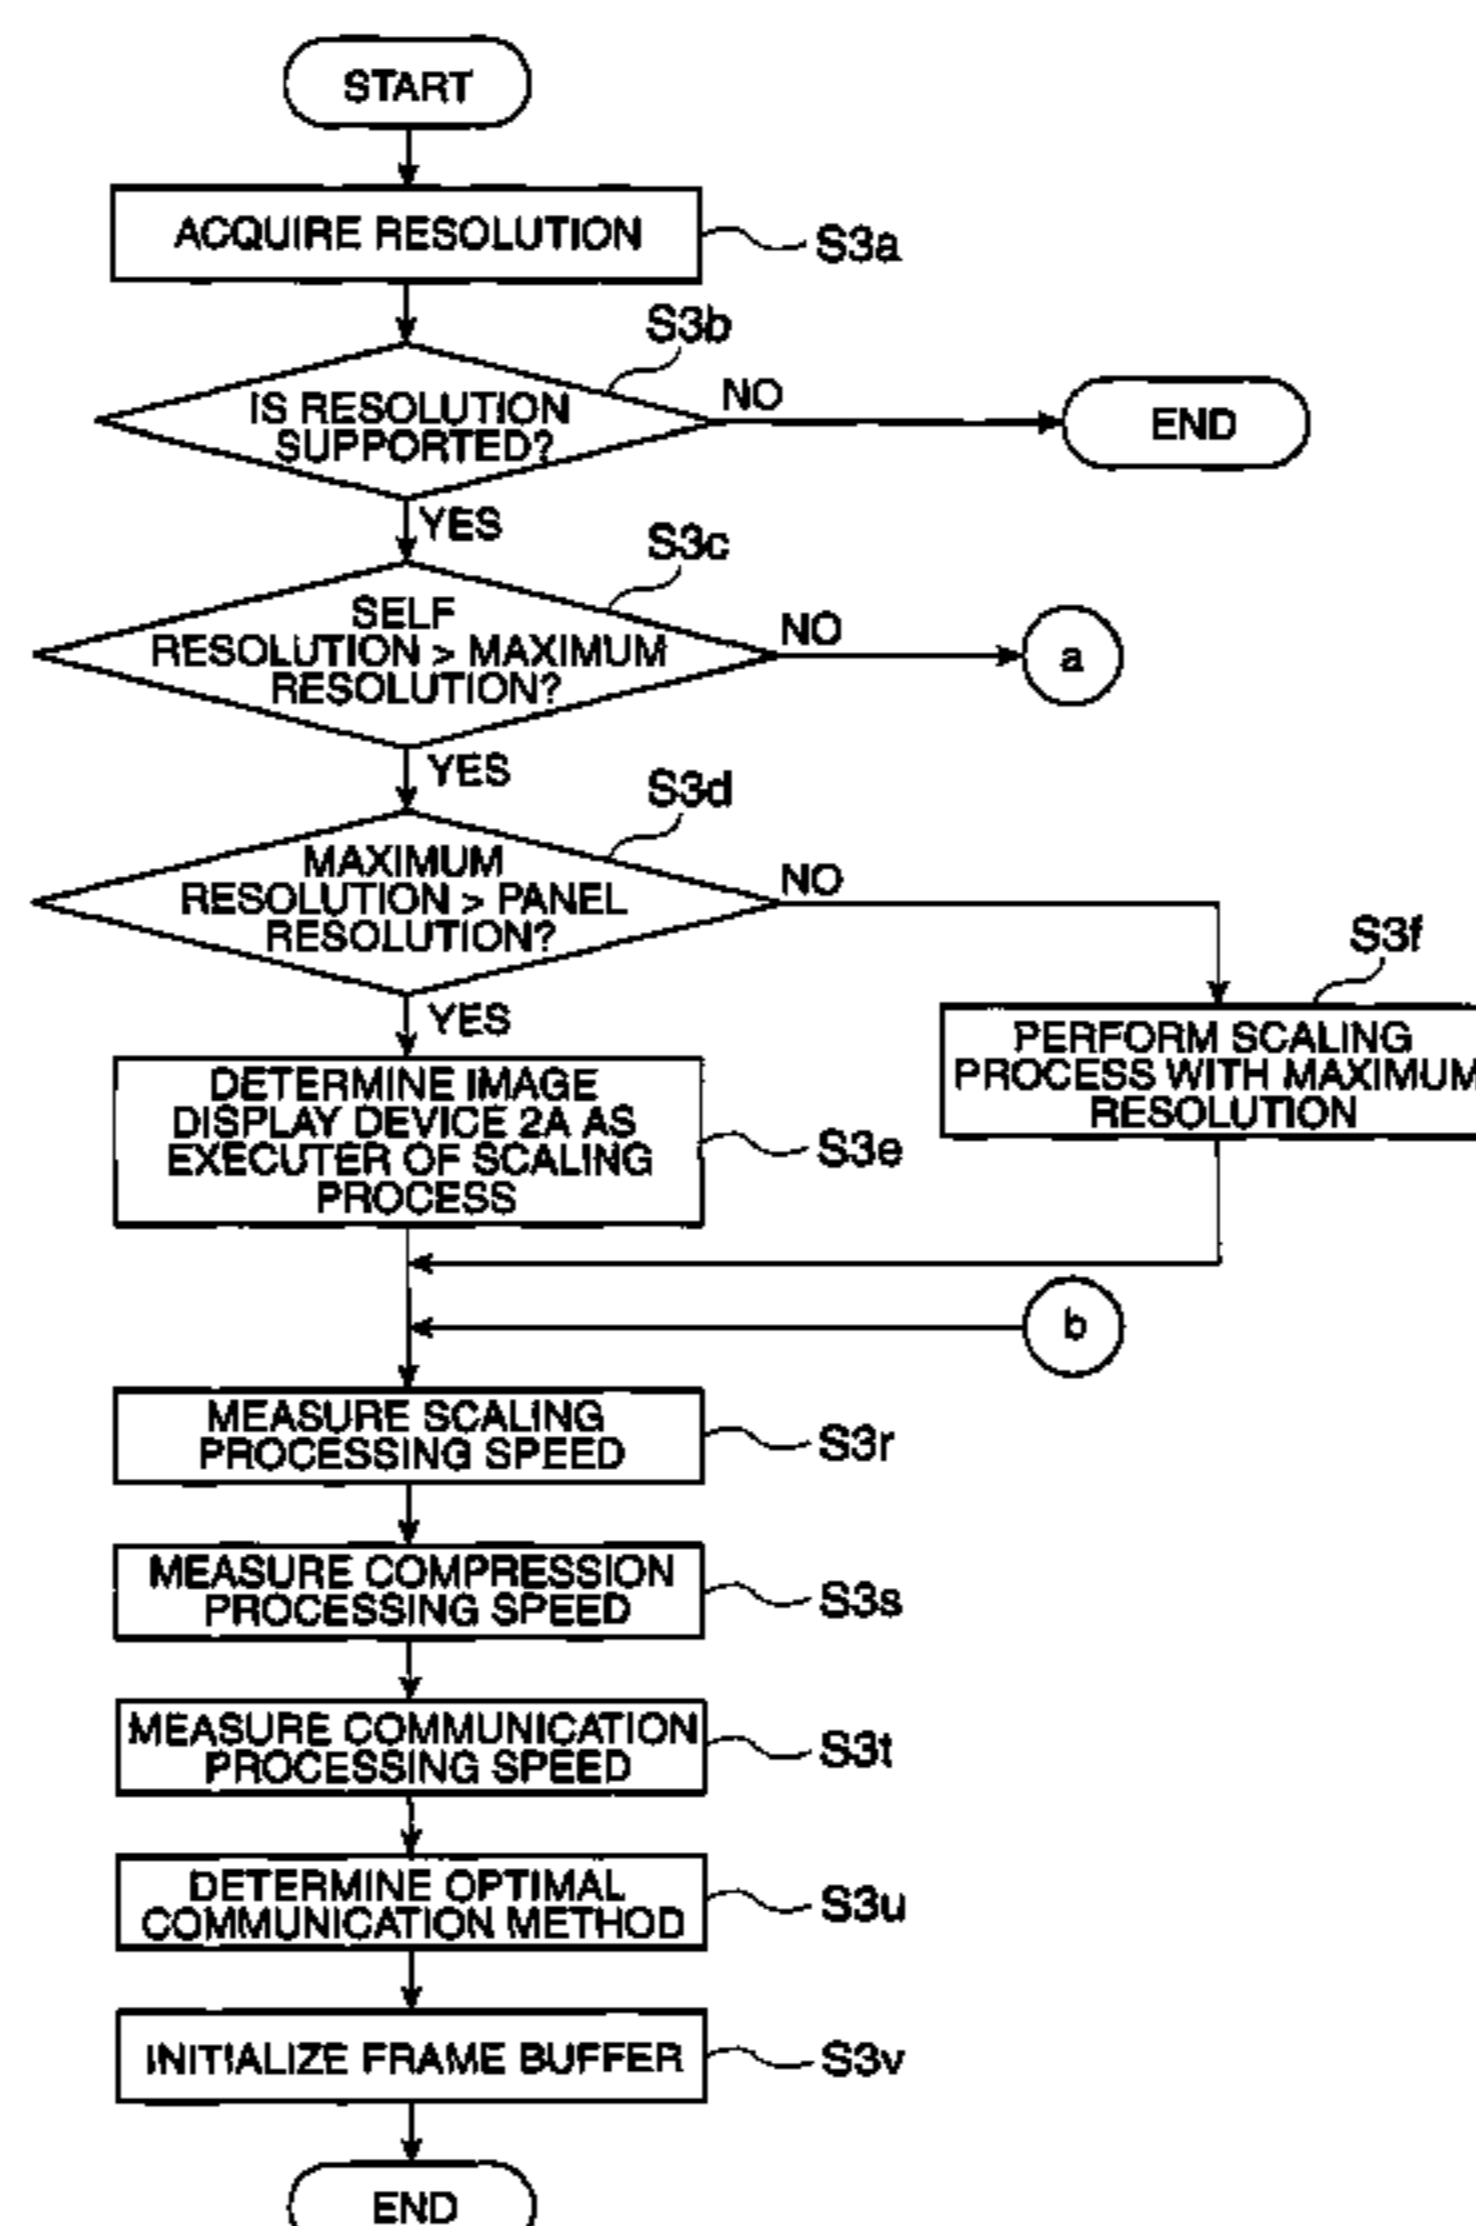 START
ACQUIRE RESOLUTION
S3a
S3b
IS RESOLUTION
SUPPORTED?
NO
END
YES
S3c
SELF
RESOLUTION > MAXIMUM
RESOLUTION?
NO
a
YES
S3d
MAXIMUM
RESOLUTION > PANEL
RESOLUTION?
NO
S3f
PERFORM SCALING
PROCESS WITH MAXIMUM
RESOLUTION
YES
DETERMINE IMAGE
DISPLAY DEVICE 2A AS
EXECUTER OF SCALING
PROCESS
S3e
b
MEASURE SCALING
PROCESSING SPEED
S3r
MEASURE COMPRESSION
PROCESSING SPEED
S3s
MEASURE COMMUNICATION
PROCESSING SPEED
S3t
DETERMINE OPTIMAL
COMMUNICATION METHOD
S3u
INITIALIZE FRAME BUFFER
S3v
END